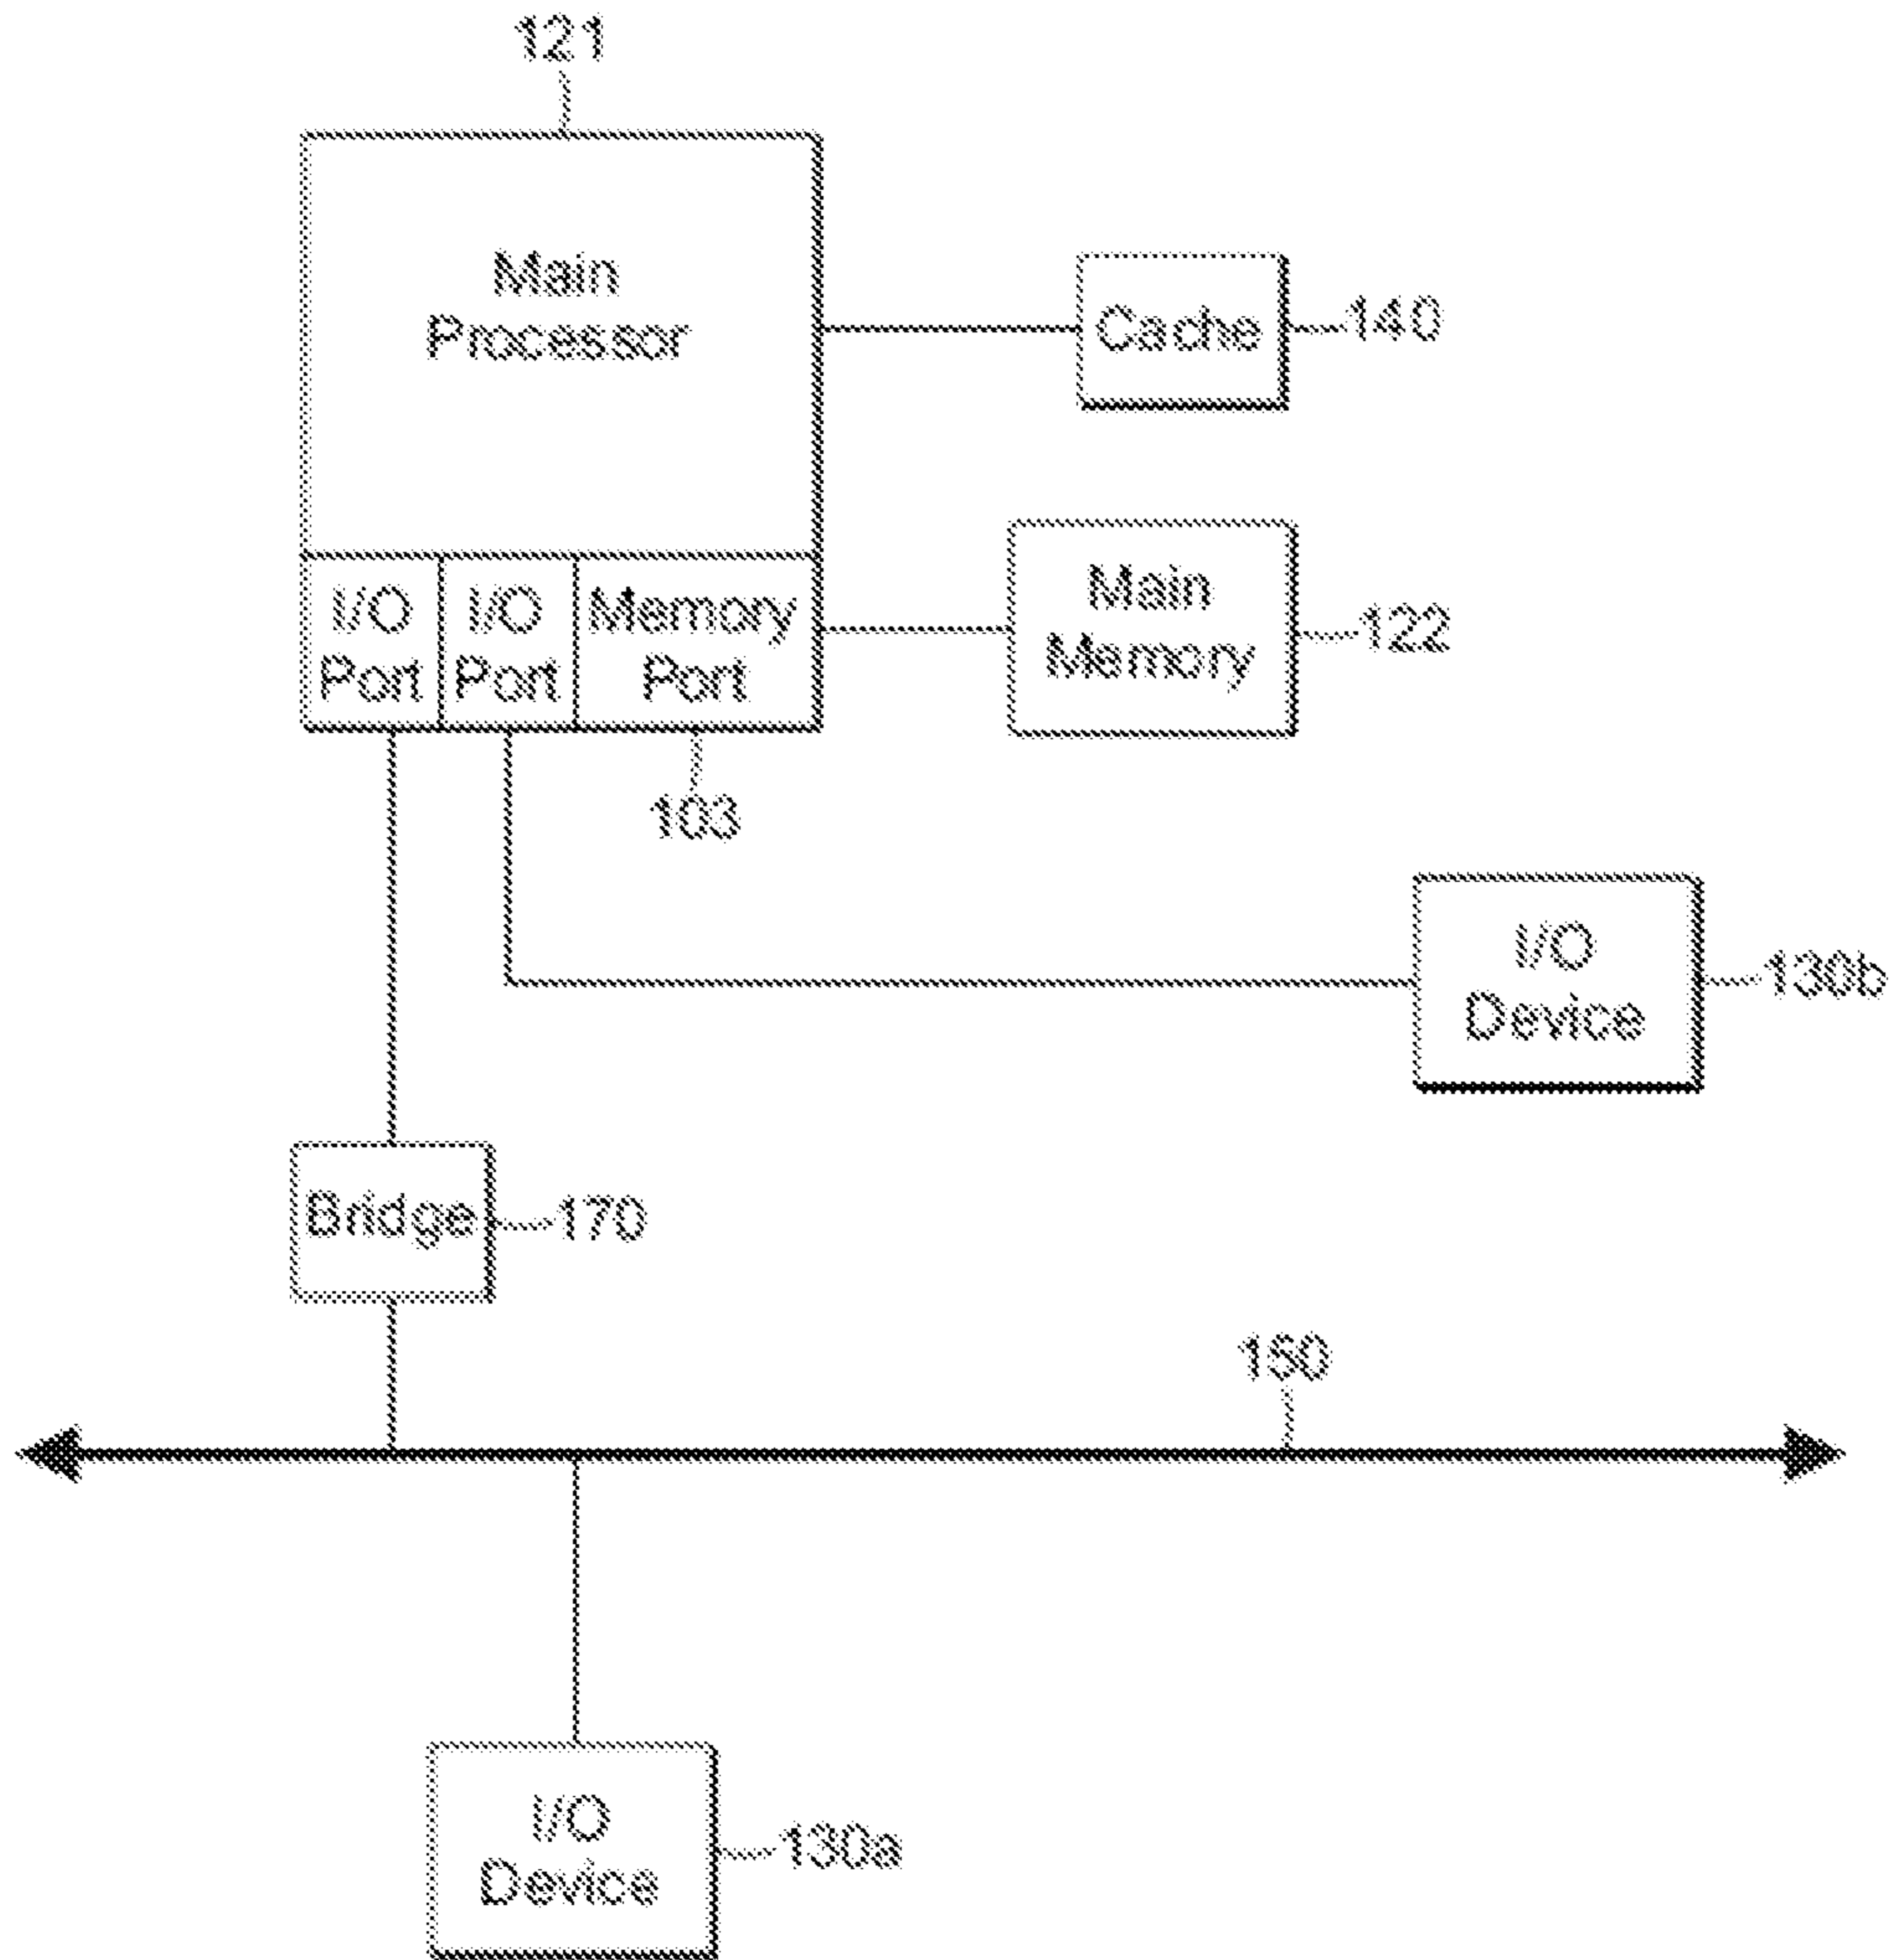 121
Main
Processor
Cache
140
I/O
Port
I/O
Port
Memory
Port
Main
Memory
122
103
I/O
Device
130b
Bridge
170
150
I/O
Device
130a